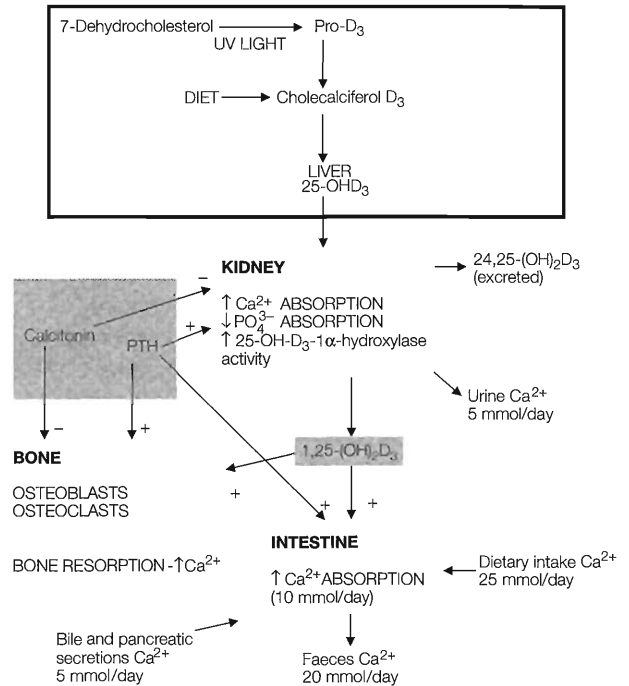 7-Dehydrocholesterol
UV LIGHT
Pro-D₃
DIET
Cholecalciferol D₃
LIVER
25-OHD₃
KIDNEY
24,25-(OH)₂D₃
(excreted)
−
↑ Ca²⁺ ABSORPTION
↓ PO₄³⁻ ABSORPTION
↑ 25-OH-D₃-1α-hydroxylase
activity
Calcitonin
+
PTH
Urine Ca²⁺
5 mmol/day
−
+
BONE
1,25-(OH)₂D₃
OSTEOBLASTS
OSTEOCLASTS
+
+
+
INTESTINE
BONE RESORPTION -↑Ca²⁺
↑ Ca²⁺ABSORPTION
(10 mmol/day)
Dietary intake Ca²⁺
25 mmol/day
Bile and pancreatic
secretions Ca²⁺
5 mmol/day
Faeces Ca²⁺
20 mmol/day